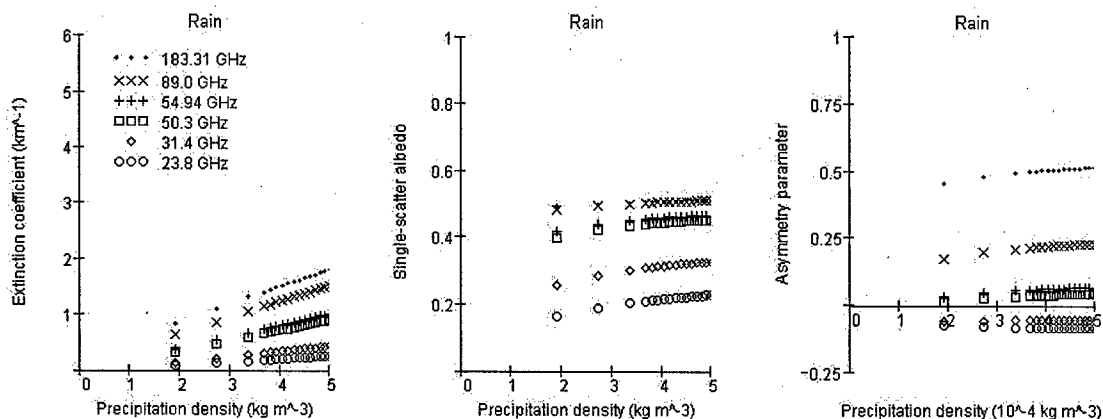 Rain
Extinction coefficient (km^-1)
6
5
4
3
2
1
183.31 GHz
89.0 GHz
54.94 GHz
50.3 GHz
31.4 GHz
23.8 GHz
0 1 2 3 4 5
Precipitation density (kg m^-3)
Rain
Single-scatter albedo
1
0.8
0.6
0.4
0.2
0 1 2 3 4 5
Precipitation density (kg m^-3)
Rain
Asymmetry parameter
1
0.75
0.5
0.25
0
-0.25
0 1 2 3 4 5
Precipitation density (10^-4 kg m^-3)